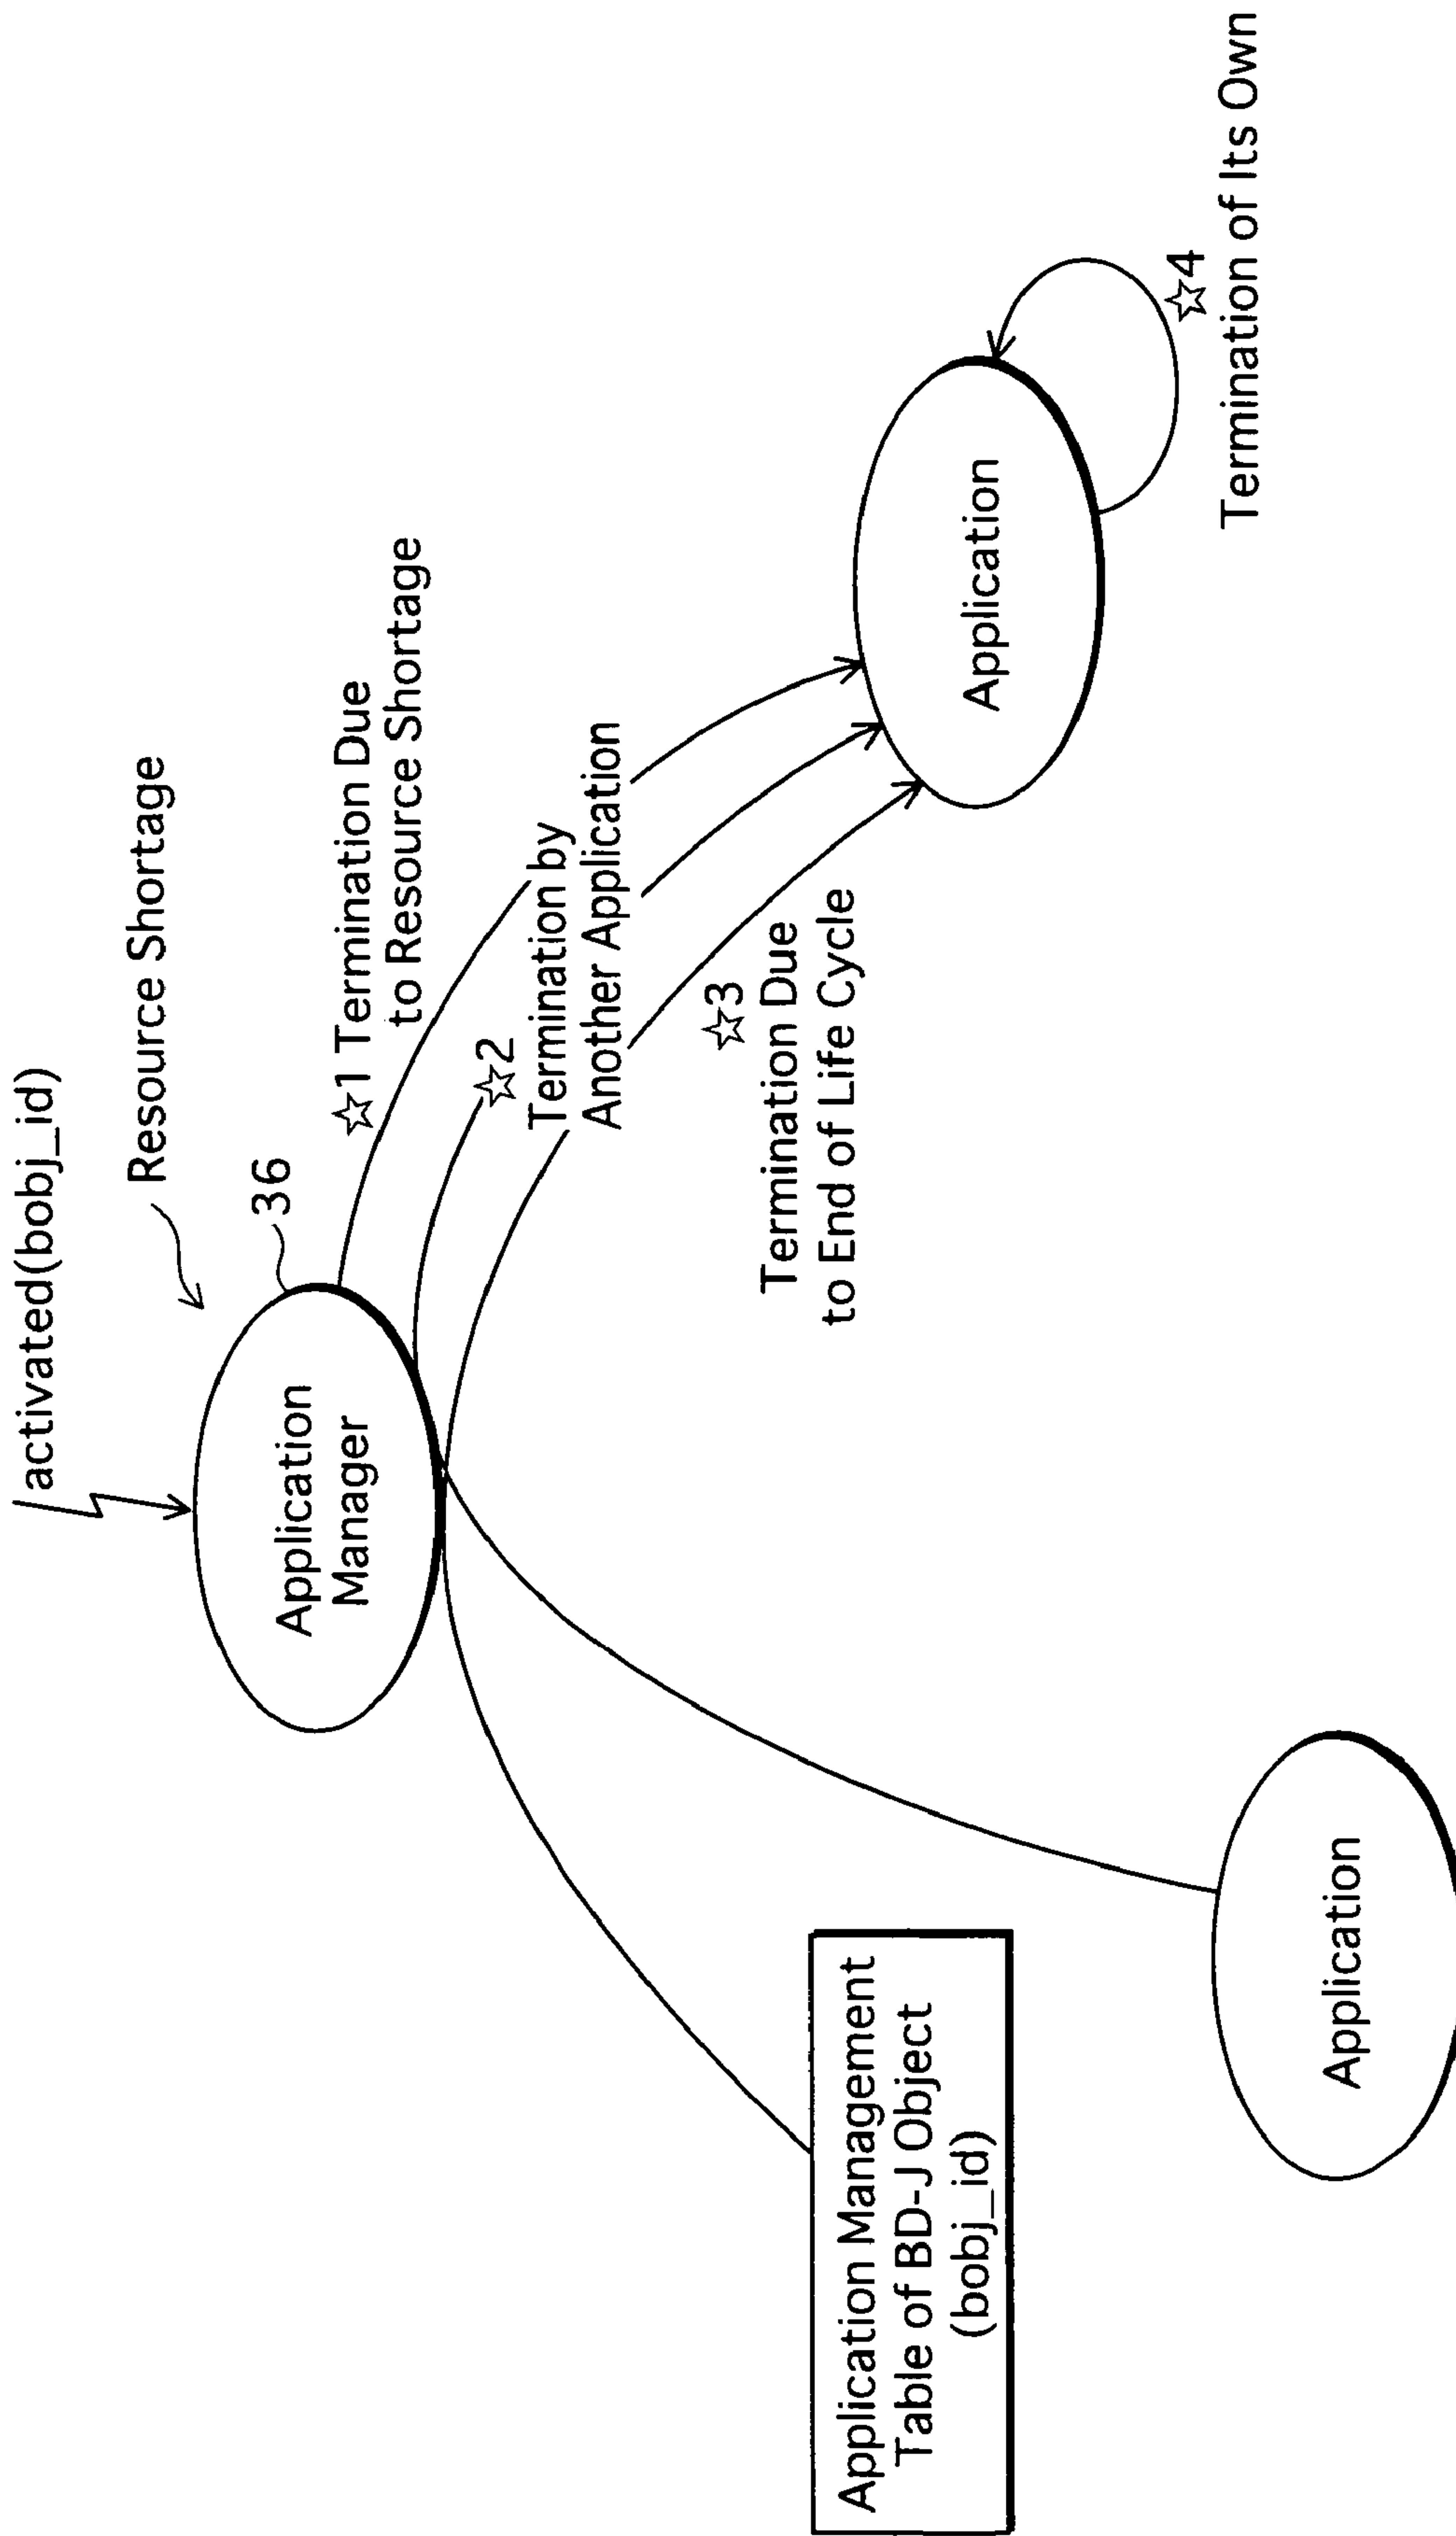 activated(bobj_id)
Resource Shortage
36
Application
Manager
☆1 Termination Due
to Resource Shortage
☆2
Termination by
Another Application
☆3
Termination Due
to End of Life Cycle
Application Management
Table of BD-J Object
(bobj_id)
Application
☆4
Termination of Its Own
Application